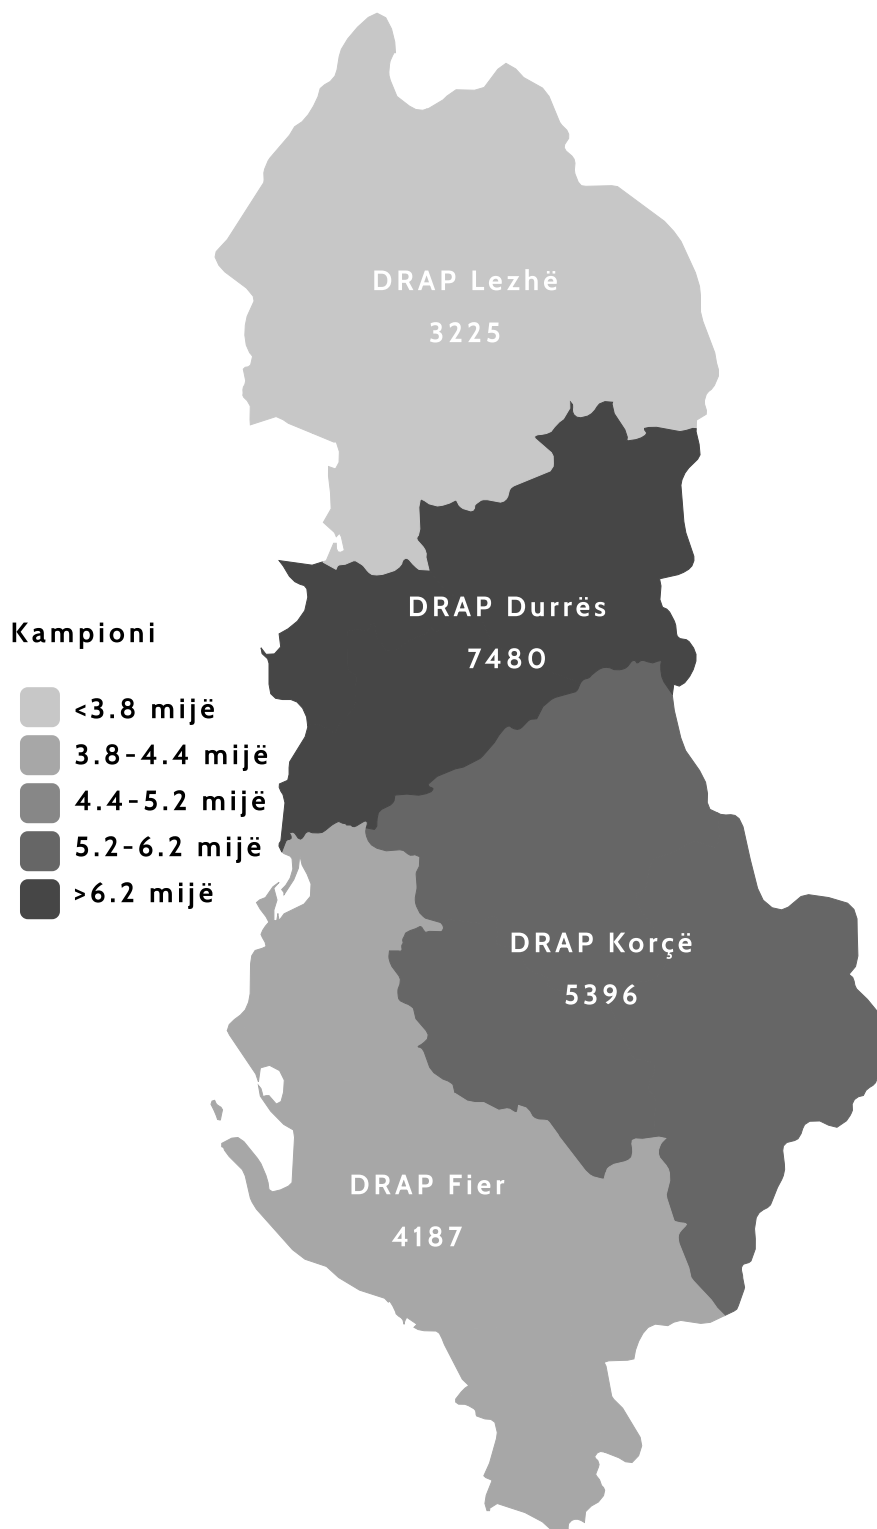 DRAP Lezhë
3225
DRAP Durrës
7480
Kampioni
<3.8 mijë
3.8-4.4 mijë
4.4-5.2 mijë
5.2-6.2 mijë
>6.2 mijë
DRAP Korçë
5396
DRAP Fier
4187